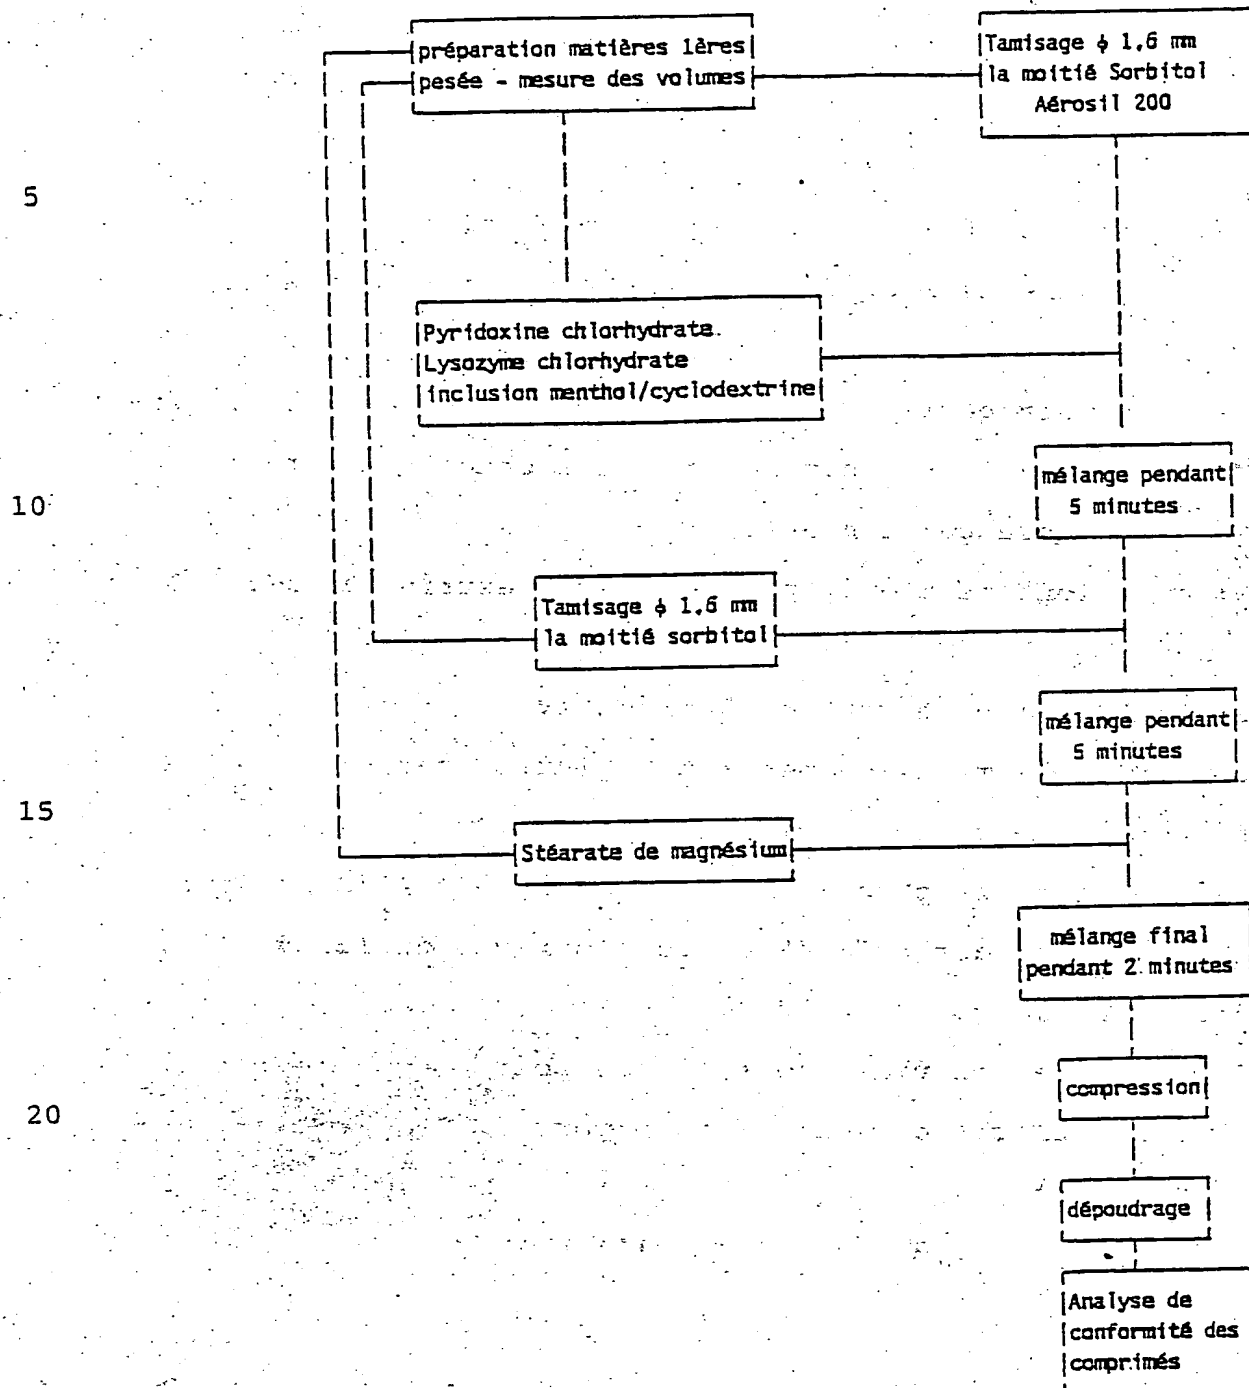 préparation matières 1ères
pesée - mesure des volumes
Tamisage ϕ 1,6 mm
la moitié Sorbitol
Aérosil 200
5
Pyridoxine chlorhydrate.
Lysozyme chlorhydrate
inclusion menthol/cyclodextrine
mélange pendant
5 minutes
10
Tamisage ϕ 1,6 mm
la moitié sorbitol
mélange pendant
5 minutes
15
Stéarate de magnésium
mélange final
pendant 2 minutes
compression
20
dépoudrage
Analyse de
conformité des
comprimés